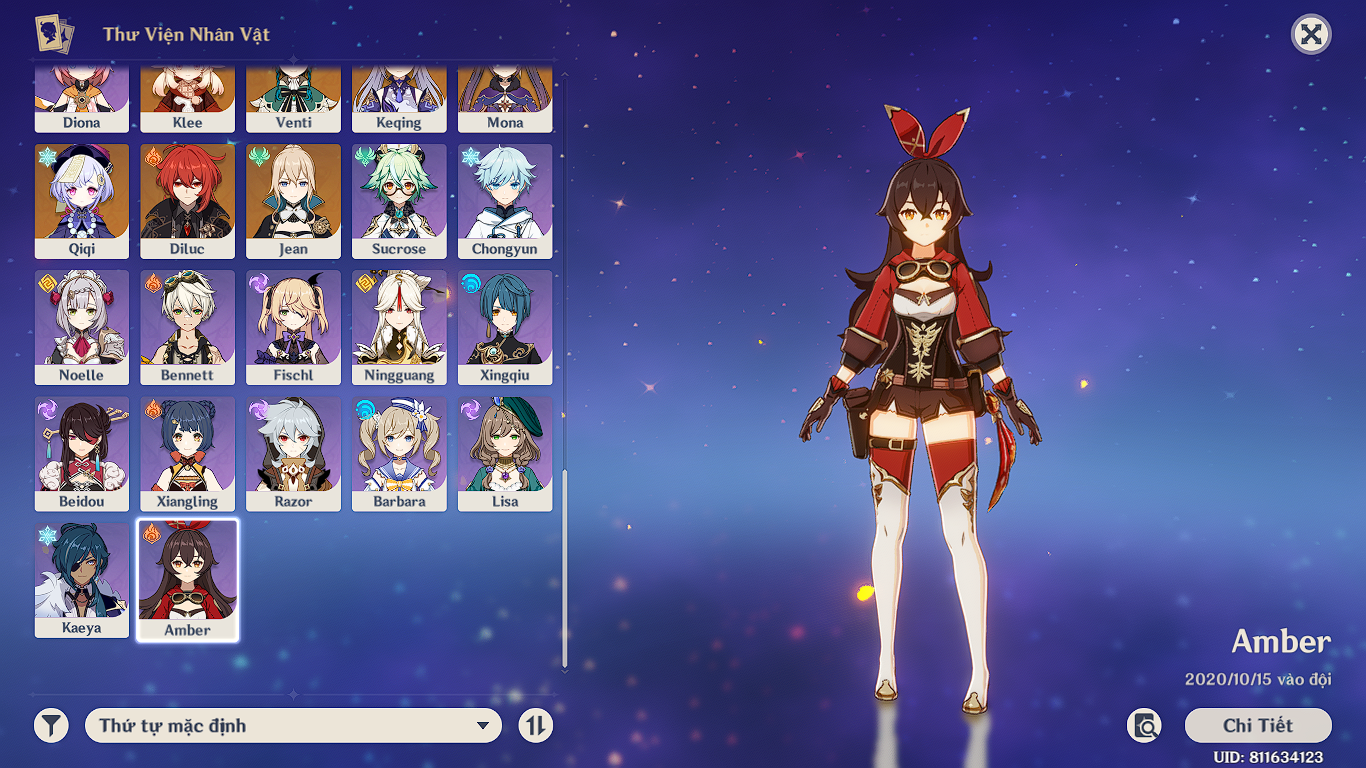 Thư Viện Nhân Vật
Diona
Klee
Venti
Keqing
Mona
Qiqi
Diluc
Jean
Sucrose
Chongyun
Noelle
Bennett
Fischl
Ningguang
Xingqiu
Beidou
Xiangling
Razor
Barbara
Lisa
Kaeya
Amber
Thứ tự mặc định
Amber
2020/10/15 vào đội
Chi Tiết
UID: 811634123